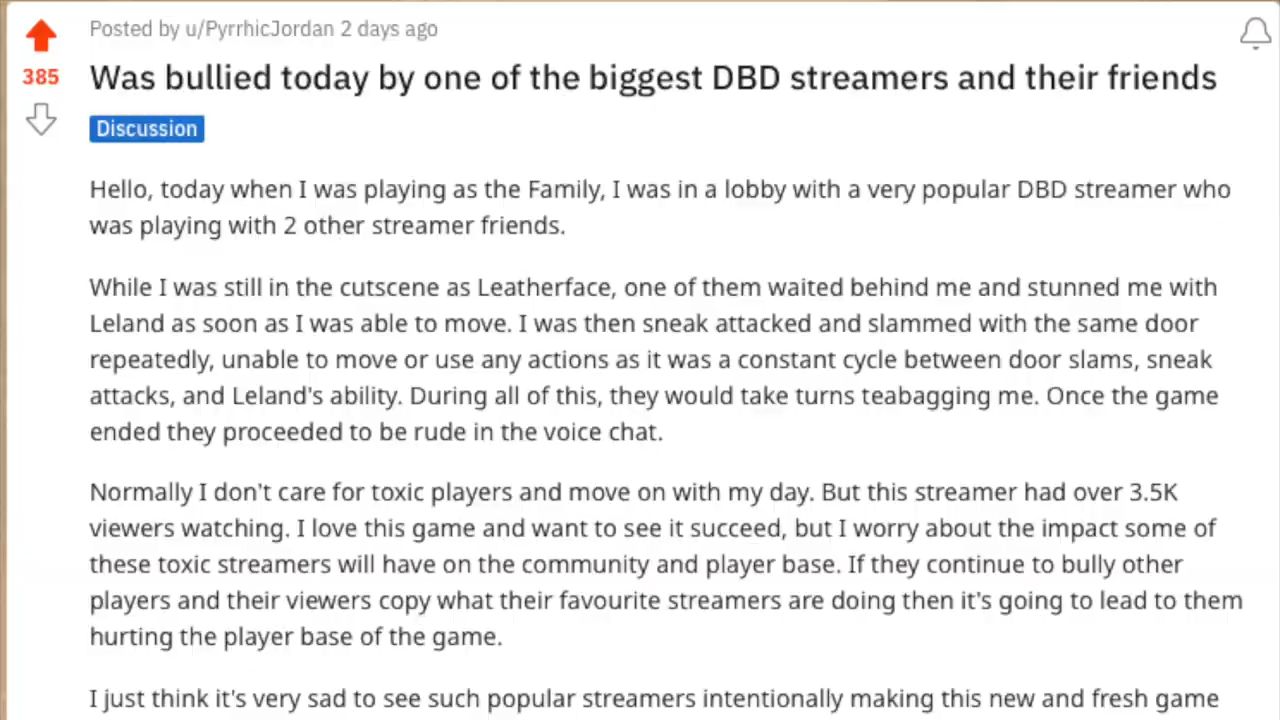 Posted by u/PyrrhicJordan 2 days ago
385
Was bullied today by one of the biggest DBD streamers and their friends
Discussion
Hello, today when I was playing as the Family, I was in a lobby with a very popular DBD streamer who
was playing with 2 other streamer friends.
While I was still in the cutscene as Leatherface, one of them waited behind me and stunned me with
Leland as soon as I was able to move. I was then sneak attacked and slammed with the same door
repeatedly, unable to move or use any actions as it was a constant cycle between door slams, sneak
attacks, and Leland's ability. During all of this, they would take turns teabagging me. Once the game
ended they proceeded to be rude in the voice chat.
Normally I don't care for toxic players and move on with my day. But this streamer had over 3.5K
viewers watching. I love this game and want to see it succeed, but I worry about the impact some of
these toxic streamers will have on the community and player base. If they continue to bully other
players and their viewers copy what their favourite streamers are doing then it's going to lead to them
hurting the player base of the game.
I just think it's very sad to see such popular streamers intentionally making this new and fresh game